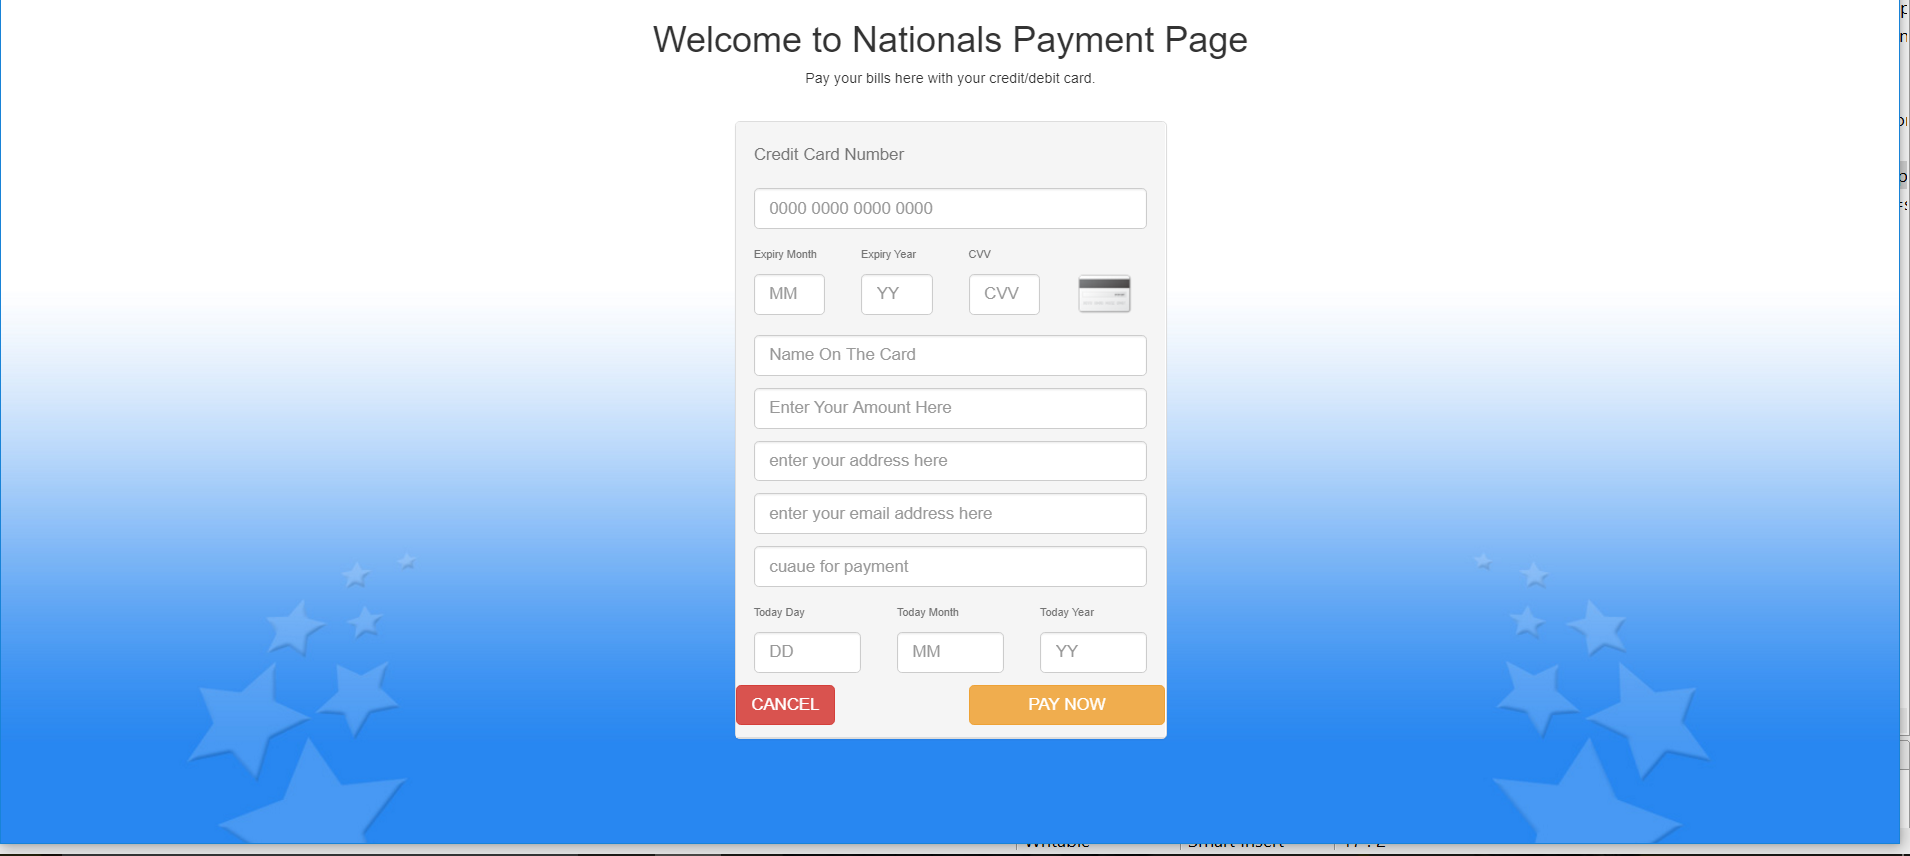 Welcome to Nationals Payment Page
Pay your bills here with your credit/debit card.
Credit Card Number
0000 0000 0000 0000
Expiry Month Expiry Year CVV
MM YY CVV
Name On The Card
Enter Your Amount Here
enter your address here
enter your email address here
cuaue for payment
Today Day Today Month Today Year
DD MM YY
CANCEL PAY NOW